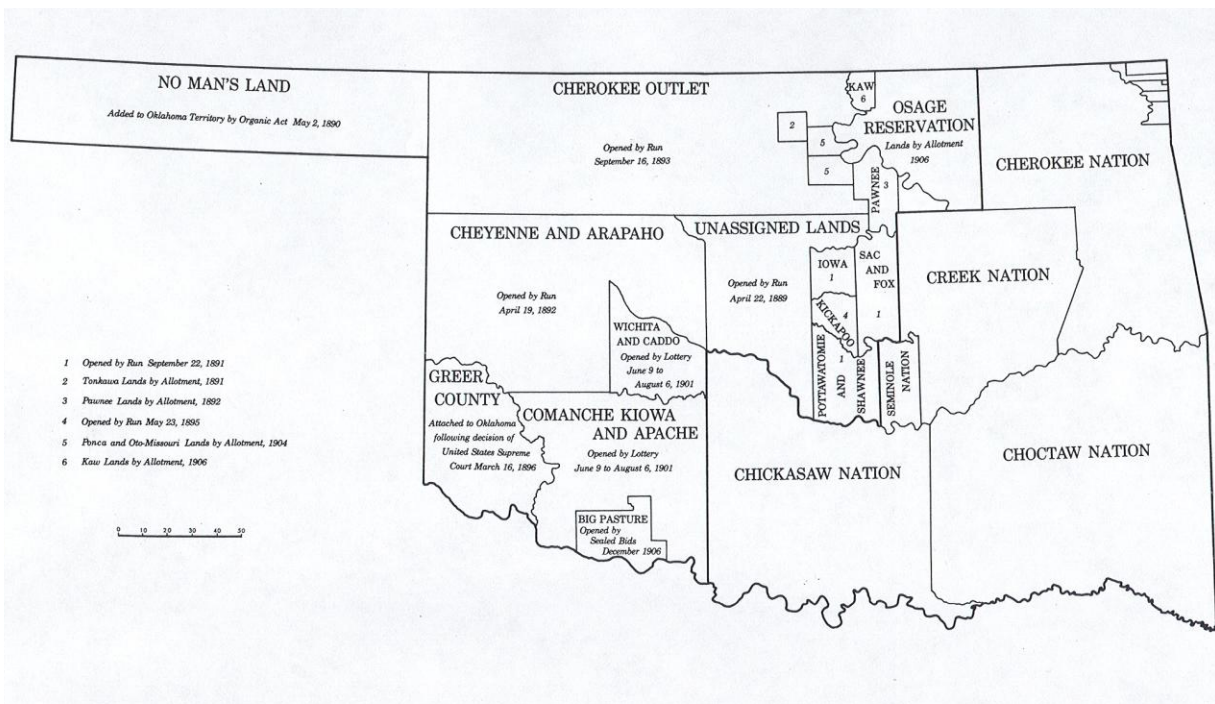 NO MAN'S LAND
Added to Oklahoma Territory by Organic Act May 2, 1890
CHEROKEE OUTLET
Opened by Run
September 16, 1893
KAW
6
OSAGE
RESERVATION
Lands by Allotment
1906
2
5
5
PAWNEE
3
CHEROKEE NATION
CHEYENNE AND ARAPAHO
Opened by Run
April 19, 1892
UNASSIGNED LANDS
Opened by Run
April 22, 1889
IOWA
1
SAC
AND
FOX
1
KICKAPOO
4
CREEK NATION
WICHITA
AND CADDO
Opened by Lottery
June 9 to
August 6, 1901
POTTAWATOMIE
AND
SHAWNEE
1
SEMINOLE
NATION
GREER
COUNTY
Attached to Oklahoma
following decision of
United States Supreme
Court March 16, 1896
COMANCHE KIOWA
AND APACHE
Opened by Lottery
June 9 to August 6, 1901
BIG PASTURE
Opened by
Sealed Bids
December 1906
CHICKASAW NATION
CHOCTAW NATION
1 Opened by Run September 22, 1891
2 Tonkawa Lands by Allotment, 1891
3 Pawnee Lands by Allotment, 1892
4 Opened by Run May 23, 1895
5 Ponca and Oto-Missouri Lands by Allotment, 1904
6 Kaw Lands by Allotment, 1906
0 10 20 30 40 50